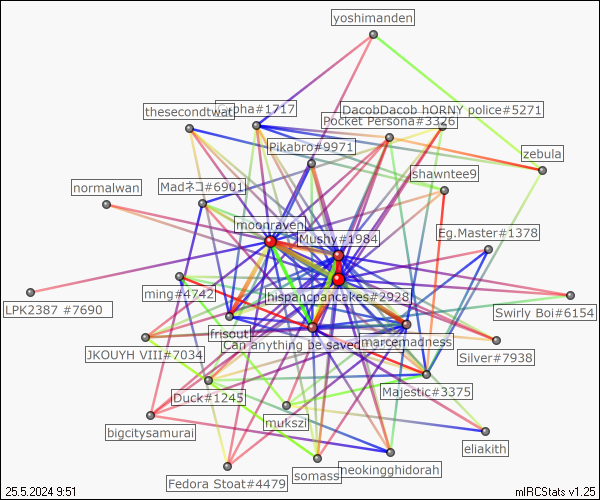 yoshimanden
DacobDacob hORNY police#5271
thesecondtwat
pha#1717
Pocket Persona#3326
Pikabro#9971
zebula
shawntee9
normalwan
Madネコ#6901
moonraven
Mushy#1984
Eg.Master#1378
ming#4742
hispancpancakes#2928
LPK2387 #7690
Swirly Boi#6154
frisout
Can anything be saved
marcemadness
JKOUYH VIII#7034
Silver#7938
Duck#1245
Majestic#3375
mukszi
bigcitysamurai
eliakith
Fedora Stoat#4479
somass
neokingghidorah
25.5.2024 9:51
mIRCStats v1.25